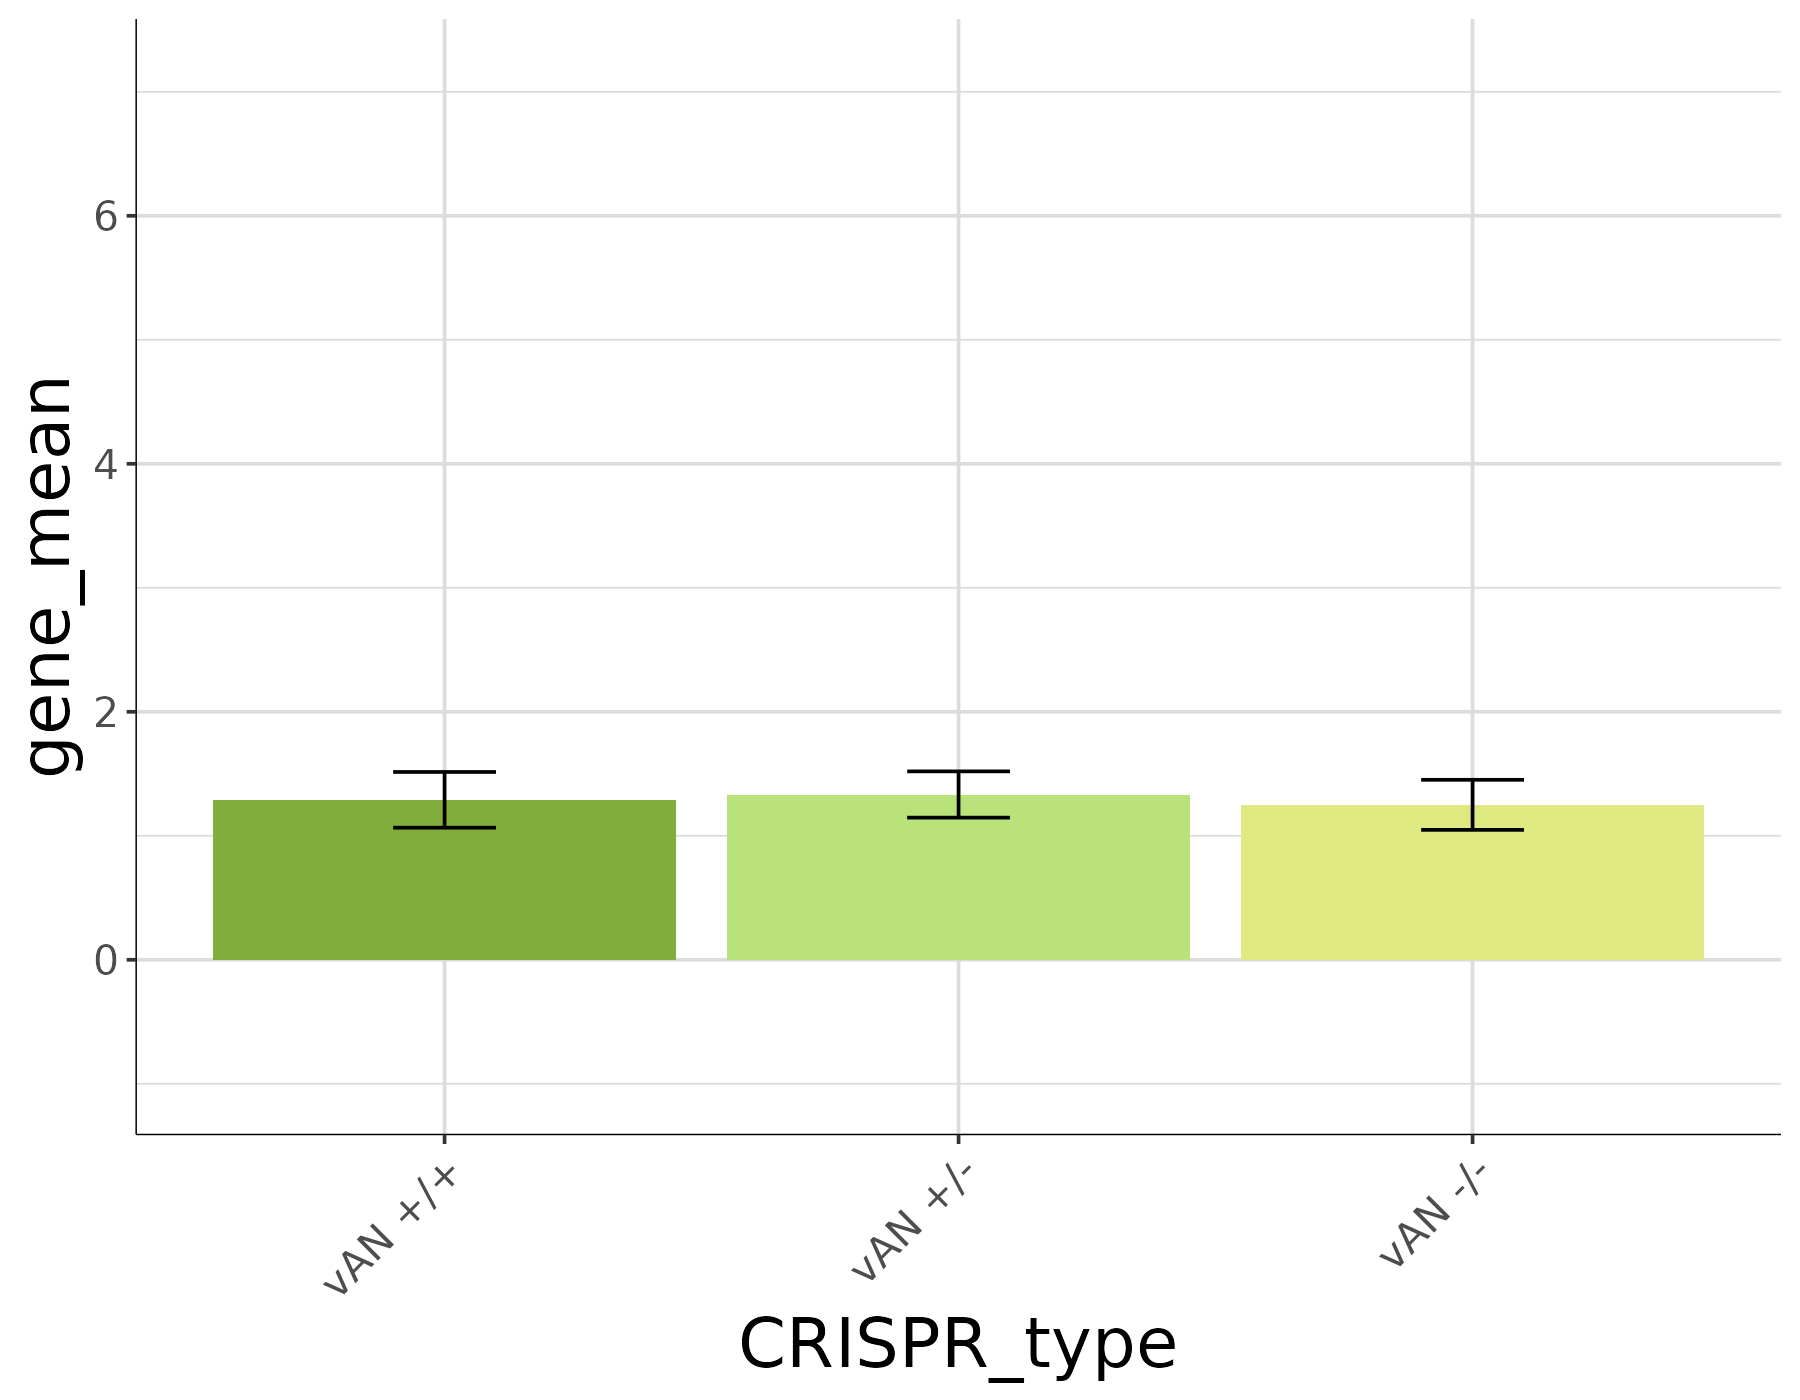 gene_mean
6
4
2
0
vAN +/+
vAN +/-
vAN -/-
CRISPR_type